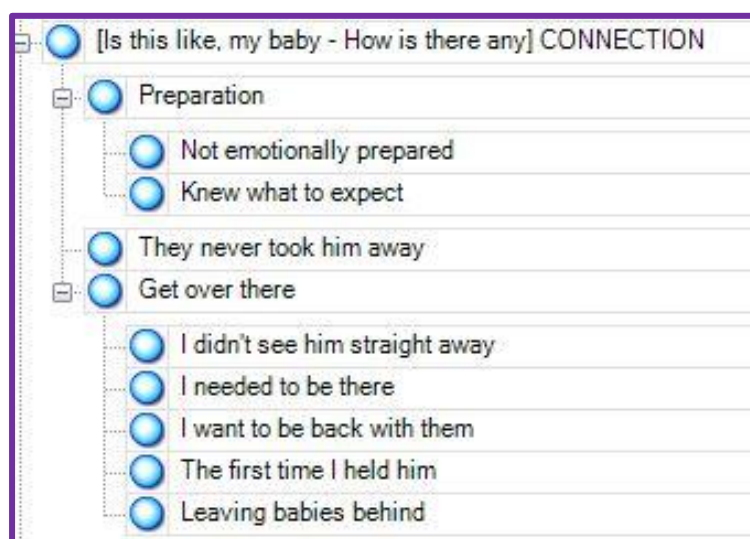 [Is this like, my baby - How is there any] CONNECTION
Preparation
Not emotionally prepared
Knew what to expect
They never took him away
Get over there
I didn't see him straight away
I needed to be there
I want to be back with them
The first time I held him
Leaving babies behind